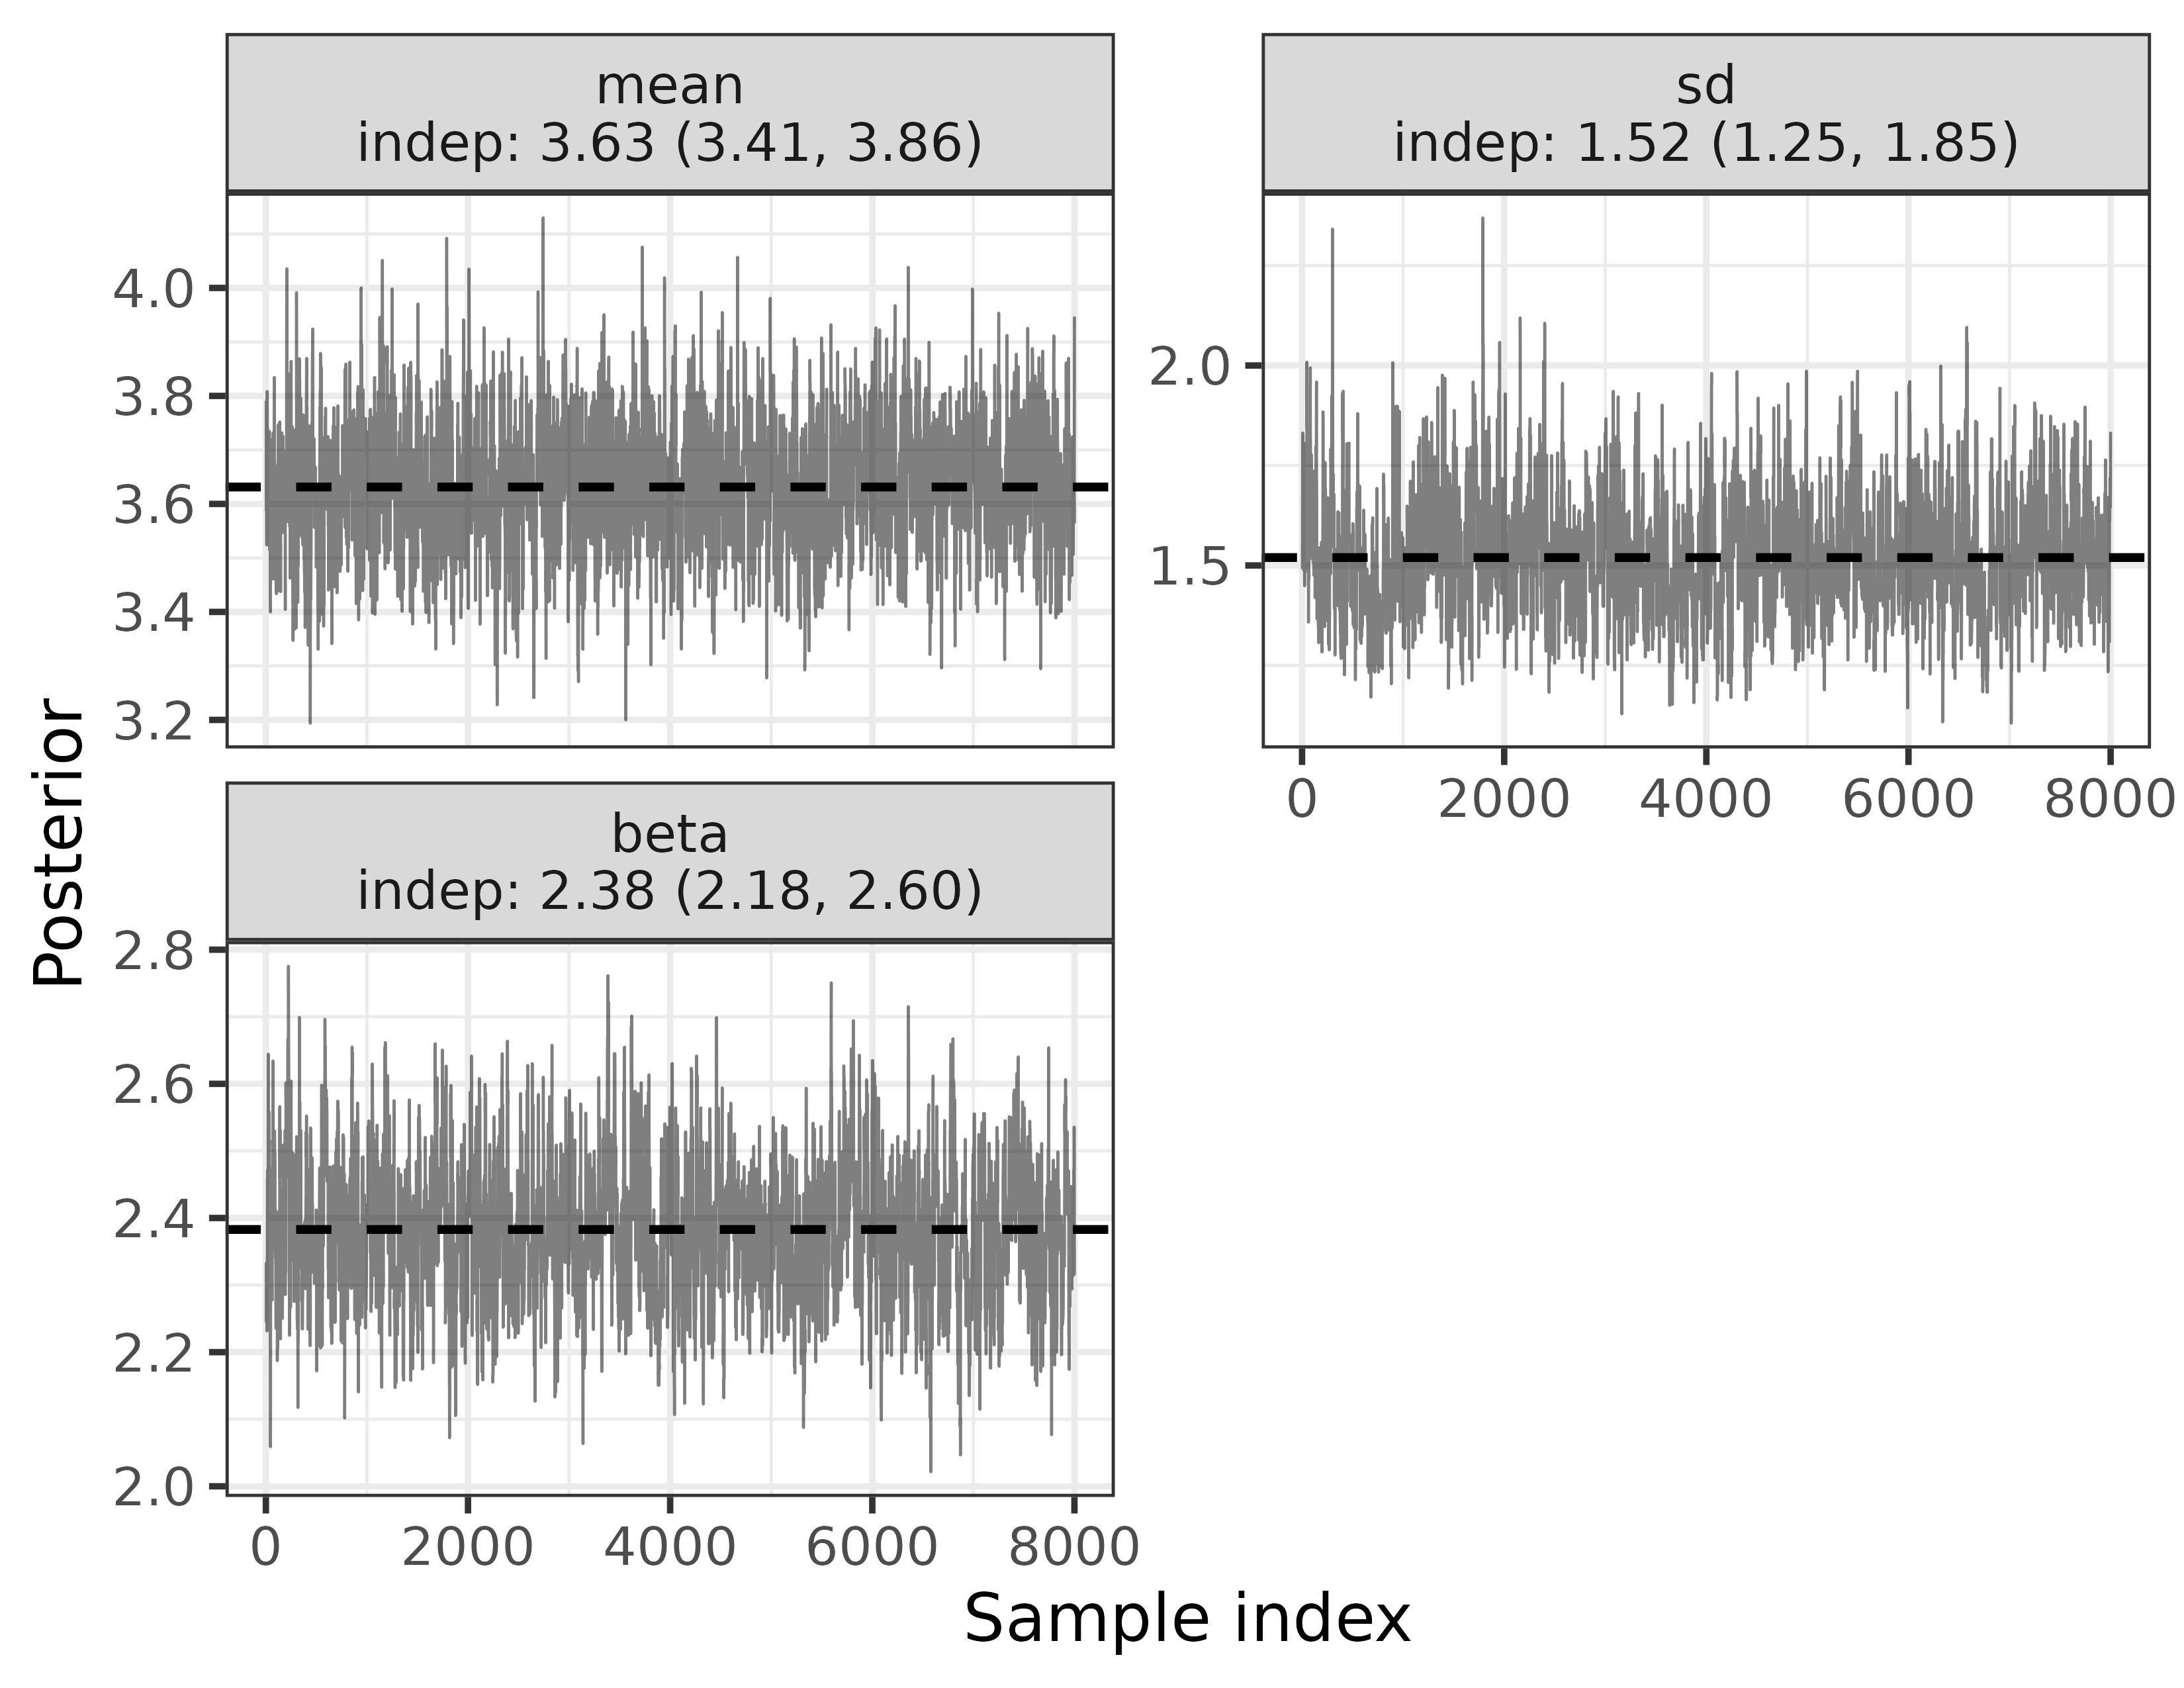 mean
indep: 3.63 (3.41, 3.86)
sd
indep: 1.52 (1.25, 1.85)
4.0
3.8
3.6
3.4
3.2
2.0
1.5
0 2000 4000 6000 8000
beta
indep: 2.38 (2.18, 2.60)
2.8
2.6
2.4
2.2
2.0
0 2000 4000 6000 8000
Posterior
Sample index